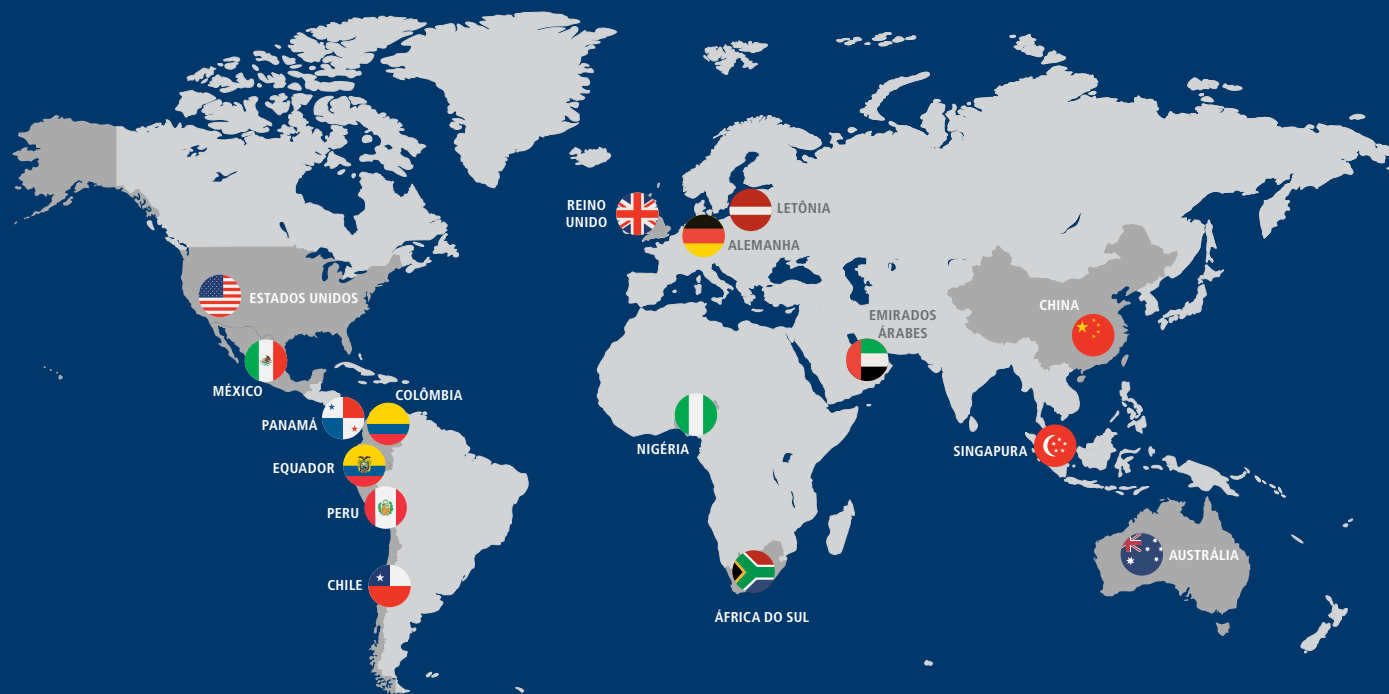 REINO
UNIDO
LETÔNIA
ALEMANHA
ESTADOS UNIDOS
CHINA
EMIRADOS
ÁRABES
MÉXICO
COLÔMBIA
PANAMÁ
NIGÉRIA
SINGAPURA
EQUADOR
PERU
AUSTRÁLIA
CHILE
ÁFRICA DO SUL